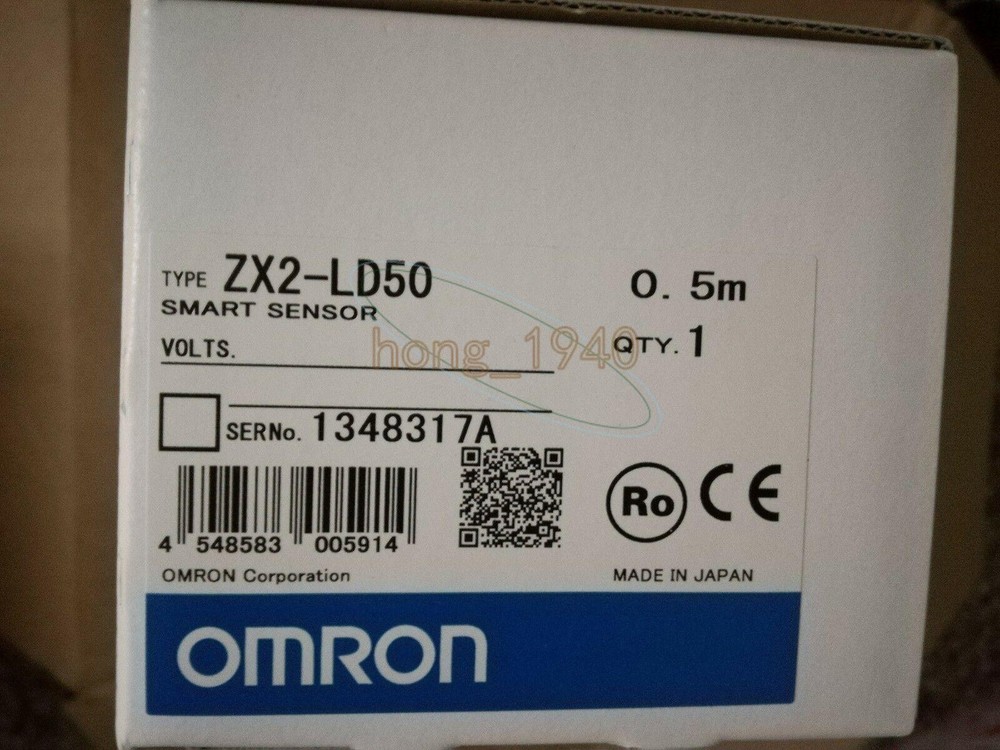 TYPE ZX2-LD50 0.5m
SMART SENSOR
hong_1940
VOLTS. QTY. 1
SERNo. 1348317A
Ro CE
4 548583 005914
OMRON Corporation MADE IN JAPAN
OMRON